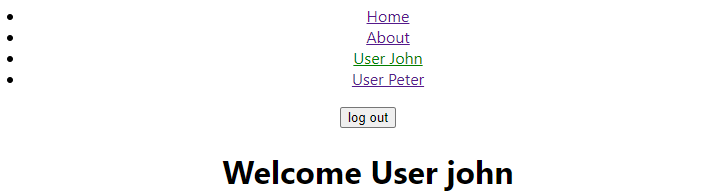 Home
About
User John
User Peter
log out
Welcome User john